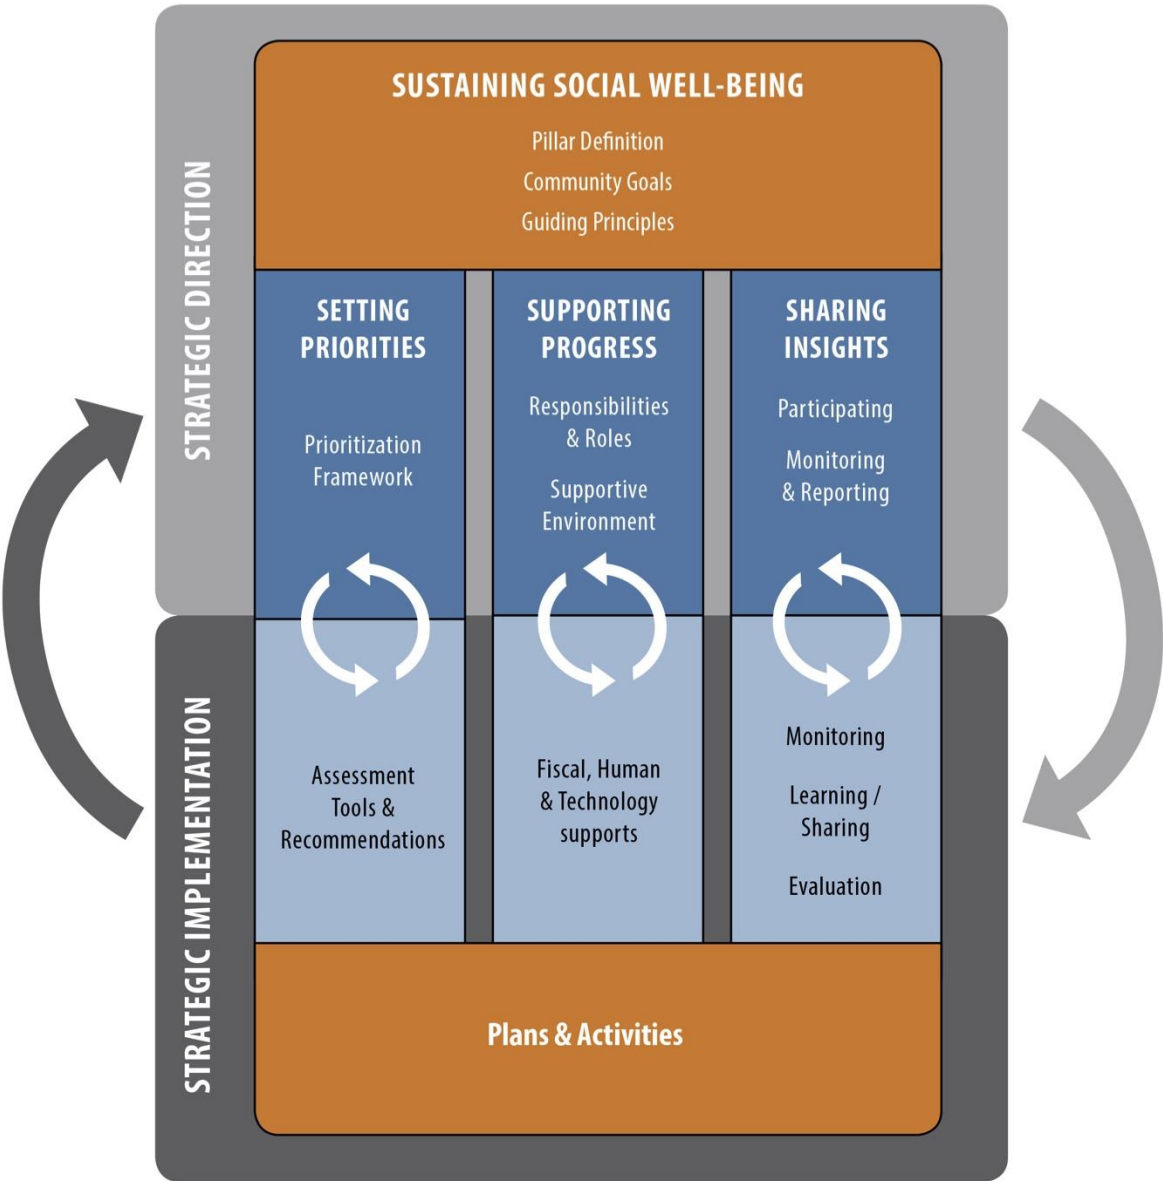 SUSTAINING SOCIAL WELL-BEING
Pillar Definition
Community Goals
Guiding Principles
STRATEGIC DIRECTION
SETTING
PRIORITIES
Prioritization
Framework
SUPPORTING
PROGRESS
Responsibilities
& Roles
Supportive
Environment
SHARING
INSIGHTS
Participating
Monitoring
& Reporting
STRATEGIC IMPLEMENTATION
Assessment
Tools &
Recommendations
Fiscal, Human
& Technology
supports
Monitoring
Learning /
Sharing
Evaluation
Plans & Activities